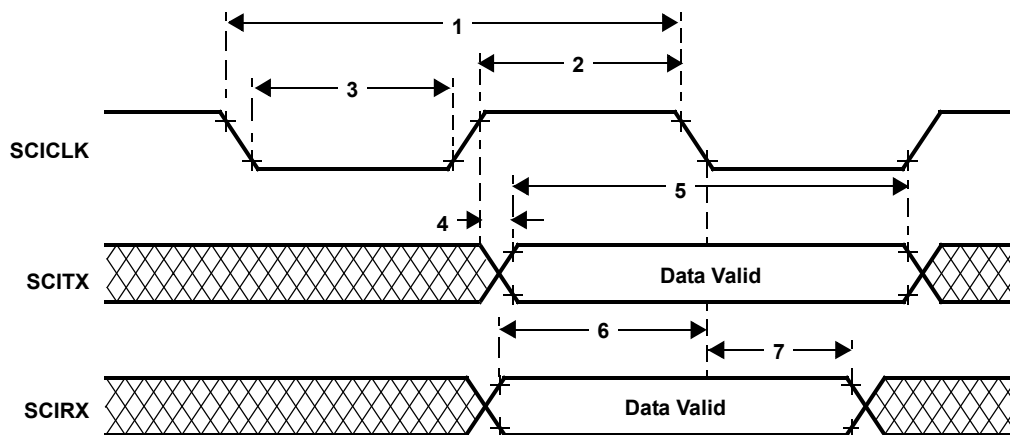 1
2
3
SCICLK
5
4
SCITX
Data Valid
6
7
SCIRX
Data Valid